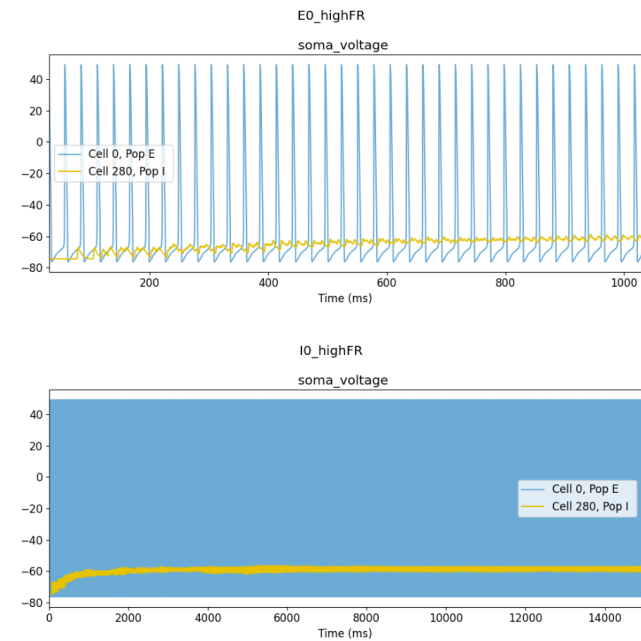 E0_highFR
soma_voltage
40
20
0
−20
−40
−60
−80
Cell 0, Pop E
Cell 280, Pop I
200
400
600
800
1000
Time (ms)
I0_highFR
soma_voltage
40
20
0
−20
−40
−60
−80
Cell 0, Pop E
Cell 280, Pop I
0
2000
4000
6000
8000
10000
12000
14000
Time (ms)